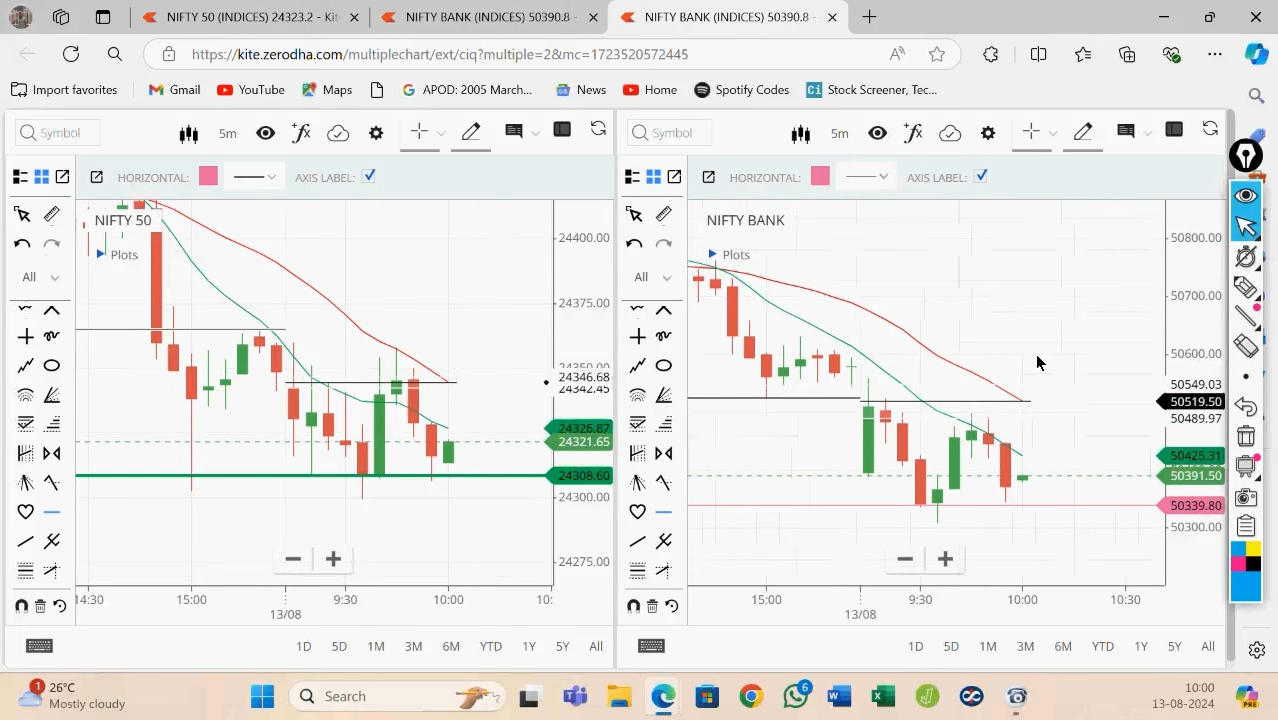 NIFTY 50 (INDICES) 24323.2 - Kit
NIFTY BANK (INDICES) 50390.8 -
NIFTY BANK (INDICES) 50390.8 -
https://kite.zerodha.com/multiplechart/ext/ciq?multiple=2&mc=1723520572445
Import favorites
Gmail
YouTube
Maps
APOD: 2005 March...
News
Home
Spotify Codes
Stock Screener, Tec...
Symbol
5m
Symbol
5m
HORIZONTAL:
AXIS LABEL:
HORIZONTAL:
AXIS LABEL:
NIFTY 50
Plots
All
24400.00
24375.00
24350.00
24346.68
24342.45
24326.87
24321.65
24308.60
24300.00
24275.00
14:30
15:00
9:30
10:00
10:
13/08
NIFTY BANK
Plots
All
50800.00
50700.00
50600.00
50549.03
50519.50
50489.97
50425.31
50391.50
50339.80
50300.00
15:00
9:30
10:00
10:30
13/08
1D 5D 1M 3M 6M YTD 1Y 5Y All
1D 5D 1M 3M 6M YTD 1Y 5Y All
1
26°C
Mostly cloudy
Search
6
10:00
13-08-2024
PRE